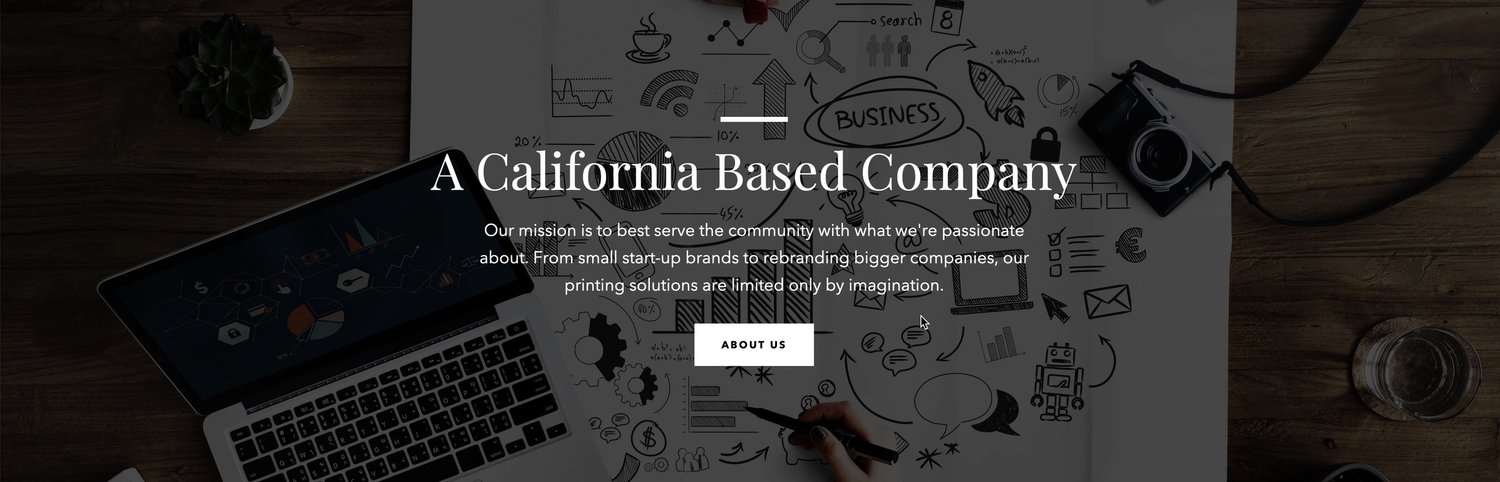 search
8
15%
BUSINESS
20%
10%
A California Based Company
45%
Our mission is to best serve the community with what we're passionate
about. From small start-up brands to rebranding bigger companies, our
printing solutions are limited only by imagination.
ABOUT US